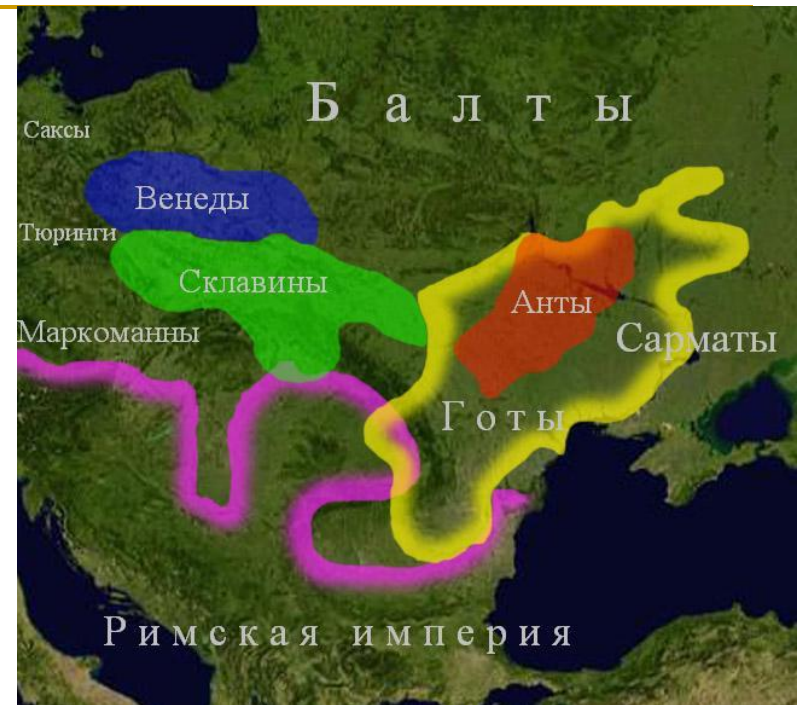 Балты
Саксы
Венеды
Тюринги
Склавины
Анты
Маркоманны
Сарматы
Готы
Римская империя